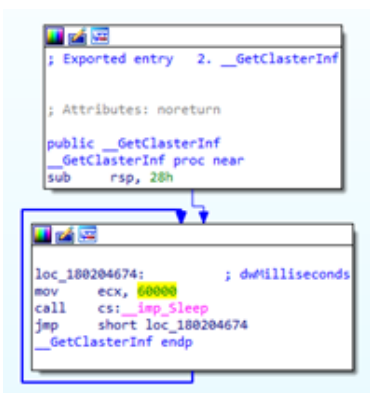 ; Exported entry   2. __GetClasterInf
; Attributes: noreturn
public __GetClasterInf
__GetClasterInf proc near
sub     rsp, 28h
loc_180204674:          ; dwMilliseconds
mov     ecx, 60000
call    cs:__imp_Sleep
jmp     short loc_180204674
__GetClasterInf endp